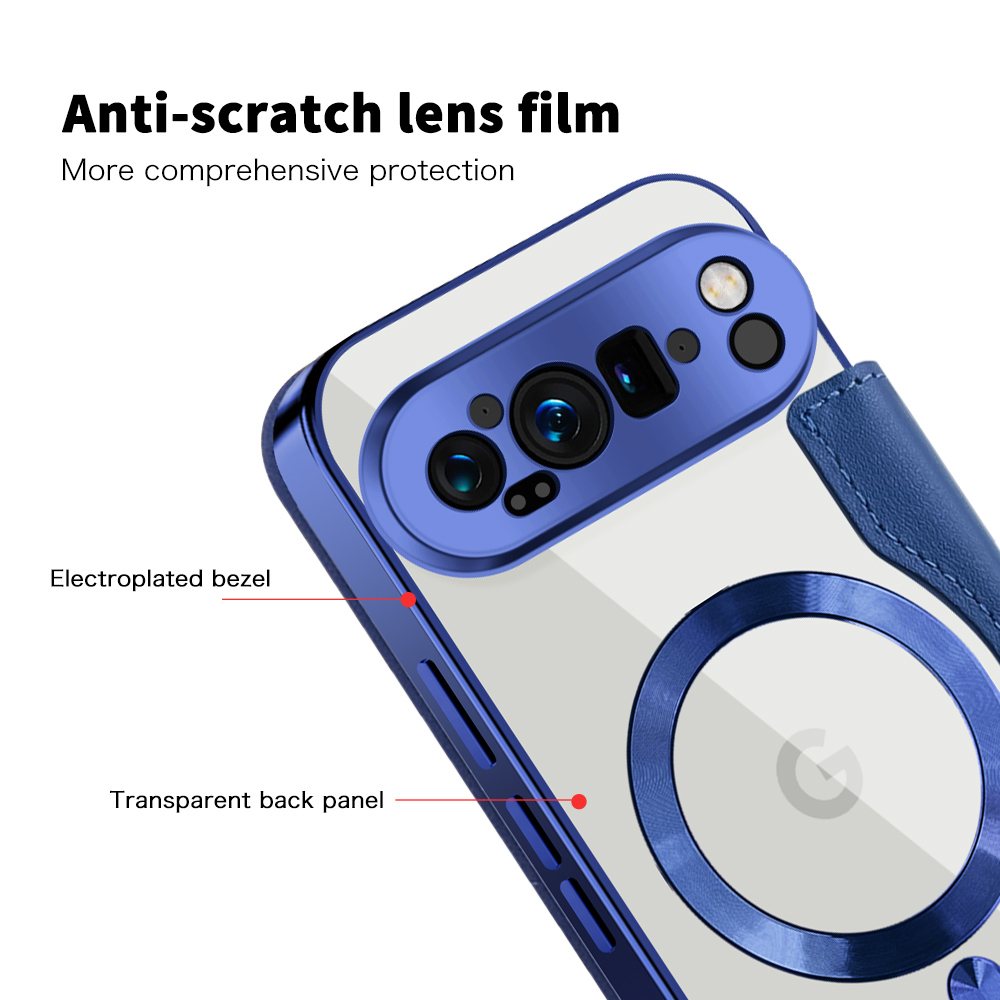 Anti-scratch lens film
More comprehensive protection
Electroplated bezel
Transparent back panel
G